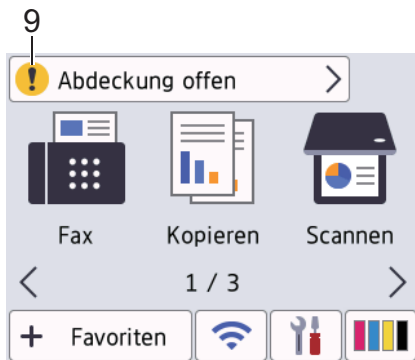 9
Abdeckung offen
Fax Kopieren Scannen
1 / 3
+ Favoriten